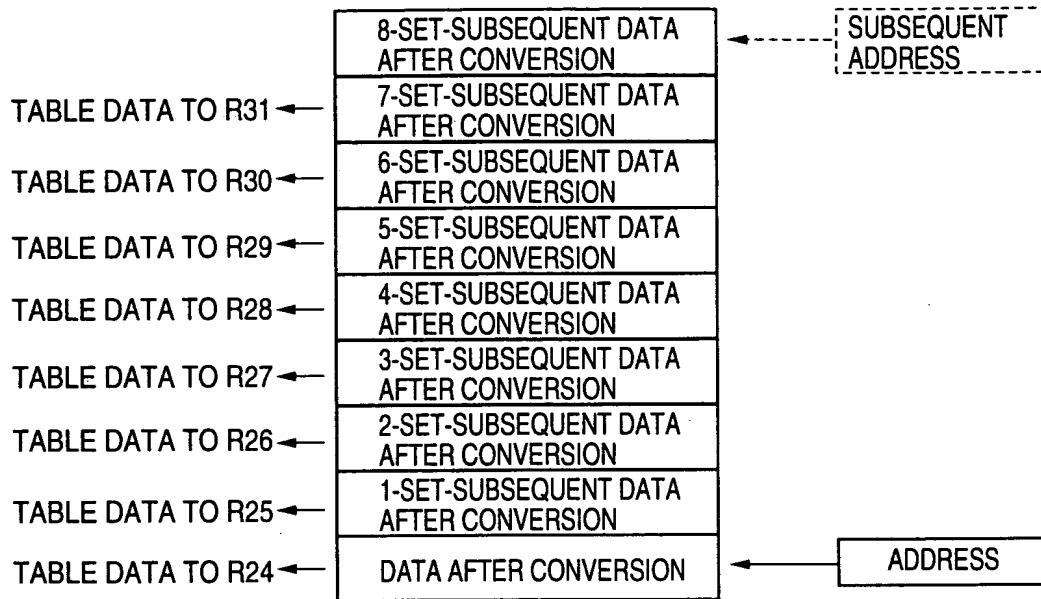 8-SET-SUBSEQUENT DATA
AFTER CONVERSION
SUBSEQUENT
ADDRESS
TABLE DATA TO R31
7-SET-SUBSEQUENT DATA
AFTER CONVERSION
TABLE DATA TO R30
6-SET-SUBSEQUENT DATA
AFTER CONVERSION
TABLE DATA TO R29
5-SET-SUBSEQUENT DATA
AFTER CONVERSION
TABLE DATA TO R28
4-SET-SUBSEQUENT DATA
AFTER CONVERSION
TABLE DATA TO R27
3-SET-SUBSEQUENT DATA
AFTER CONVERSION
TABLE DATA TO R26
2-SET-SUBSEQUENT DATA
AFTER CONVERSION
TABLE DATA TO R25
1-SET-SUBSEQUENT DATA
AFTER CONVERSION
TABLE DATA TO R24
DATA AFTER CONVERSION
ADDRESS